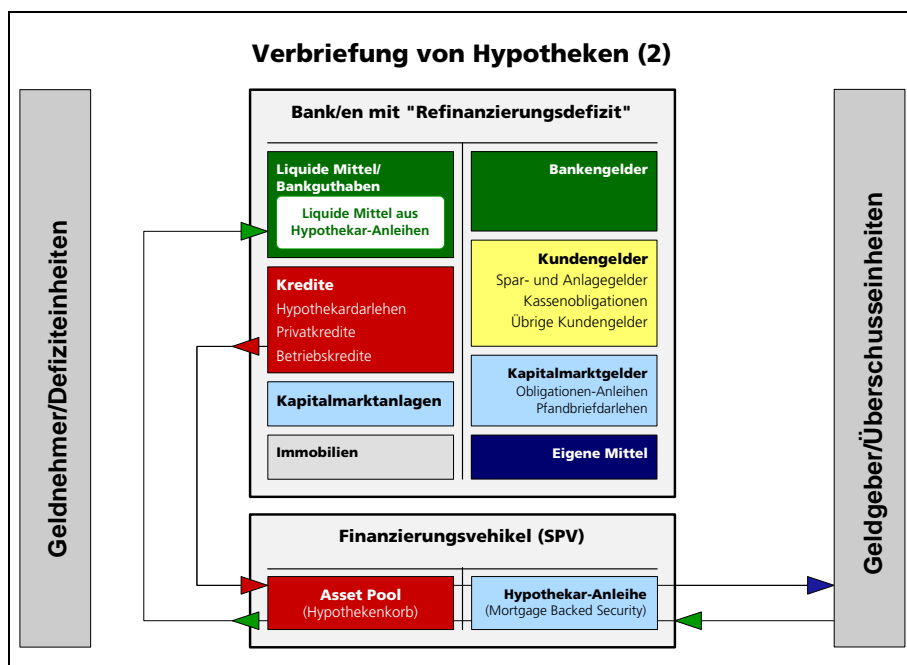 Verbriefung von Hypotheken (2)
Geldnehmer/Defiziteinheiten
Bank/en mit "Refinanzierungsdefizit"
Liquide Mittel/
Bankguthaben
Liquide Mittel aus
Hypothekar-Anleihen
Kredite
Hypothekardarlehen
Privatkredite
Betriebskredite
Kapitalmarktanlagen
Immobilien
Bankengelder
Kundengelder
Spar- und Anlagegelder
Kassenobligationen
Übrige Kundengelder
Kapitalmarktgelder
Obligationen-Anleihen
Pfandbriefdarlehen
Eigene Mittel
Finanzierungsvehikel (SPV)
Asset Pool
(Hypothekenkorb)
Hypothekar-Anleihe
(Mortgage Backed Security)
Geldgeber/Überschusseinheiten